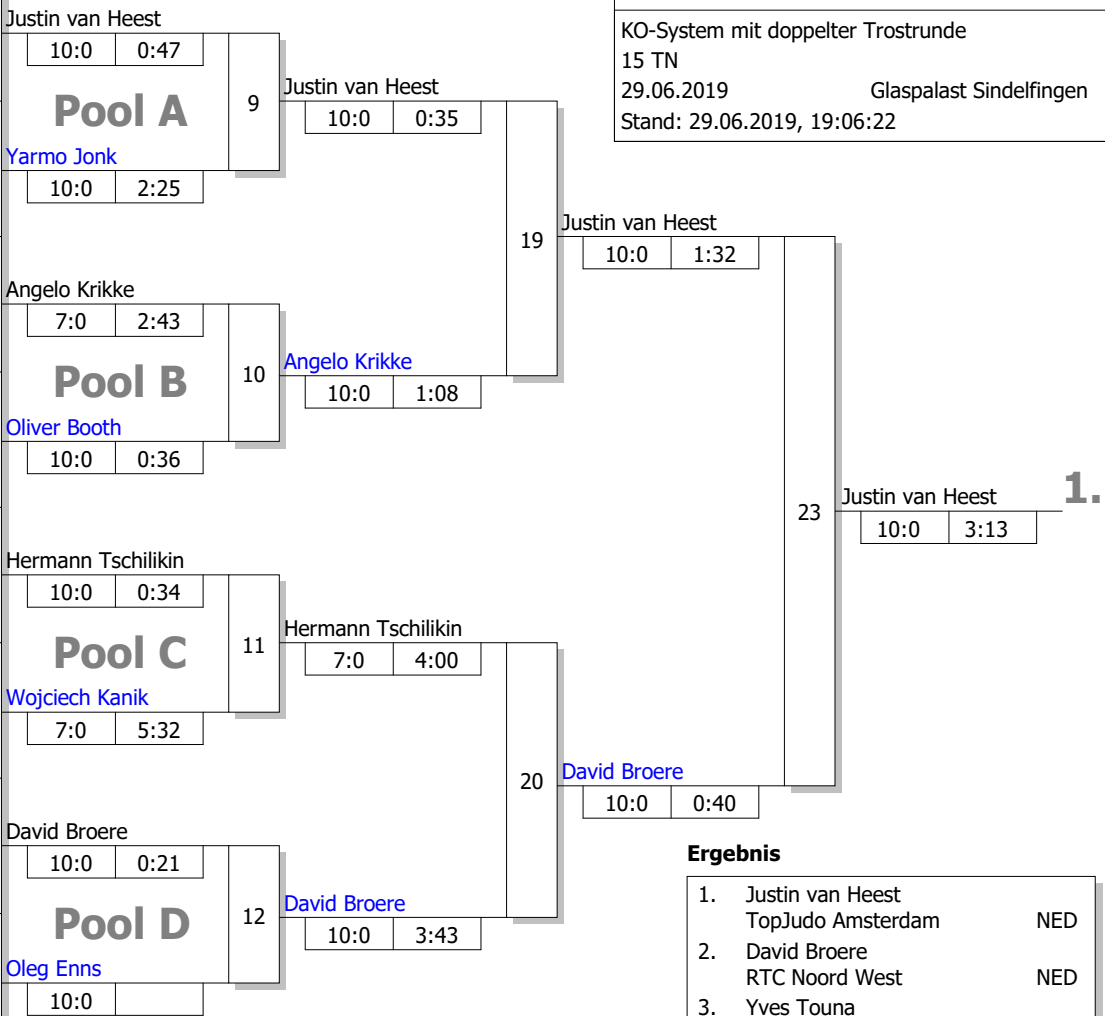 KO-System mit doppelter Trostrunde
15 TN
29.06.2019 Glaspalast Sindelfingen
Stand: 29.06.2019, 19:06:22
Justin van Heest
10:0 0:47
Pool A
9
Yarmo Jonk
10:0 2:25
Justin van Heest
10:0 0:35
Angelo Krikke
7:0 2:43
Pool B
10
Oliver Booth
10:0 0:36
Angelo Krikke
10:0 1:08
19
Justin van Heest
10:0 1:32
Hermann Tschilikin
10:0 0:34
Pool C
11
Wojciech Kanik
7:0 5:32
Hermann Tschilikin
7:0 4:00
David Broere
10:0 0:21
Pool D
12
Oleg Enns
10:0
David Broere
10:0 3:43
20
David Broere
10:0 0:40
23
Justin van Heest
10:0 3:13
1.
Ergebnis
1. Justin van Heest
TopJudo Amsterdam NED
2. David Broere
RTC Noord West NED
3. Yves Touna